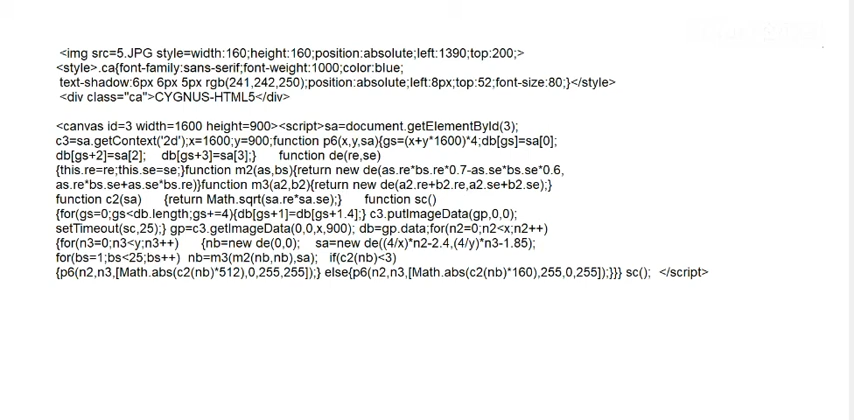 <img src=5.JPG style=width:160;height:160;position:absolute;left:1390;top:200;>
<style>.ca{font-family:sans-serif;font-weight:1000;color:blue;
text-shadow:6px 6px 5px rgb(241,242,250);position:absolute;left:8px;top:52;font-size:80;}</style>
<div class="ca">CYGNUS-HTML5</div>
<canvas id=3 width=1600 height=900><script>sa=document.getElementById(3);
c3=sa.getContext('2d');x=1600;y=900;function p6(x,y,sa){gs=(x+y*1600)*4;db[gs]=sa[0];
db[gs+2]=sa[2]; db[gs+3]=sa[3];} function de(re,se)
{this.re=re;this.se=se;}function m2(as,bs){return new de(as.re*bs.re*0.7-as.se*bs.se*0.6,
as.re*bs.se+as.se*bs.re)}function m3(a2,b2){return new de(a2.re+b2.re,a2.se+b2.se);}
function c2(sa) {return Math.sqrt(sa.re*sa.se);} function sc()
{for(gs=0;gs<db.length;gs+=4){db[gs+1]=db[gs+1.4];} c3.putImageData(gp,0,0);
setTimeout(sc,25);} gp=c3.getImageData(0,0,x,900); db=gp.data;for(n2=0;n2<x;n2++)
{for(n3=0;n3<y;n3++) {nb=new de(0,0); sa=new de((4/x)*n2-2.4,(4/y)*n3-1.85);
for(bs=1;bs<25;bs++) nb=m3(m2(nb,nb),sa); if(c2(nb)<3)
{p6(n2,n3,[Math.abs(c2(nb)*512),0,255,255]);} else{p6(n2,n3,[Math.abs(c2(nb)*160),255,0,255]);}}} sc(); </script>